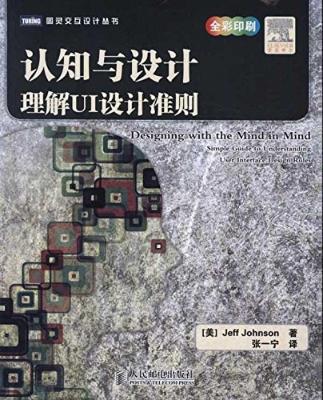 TURING 图灵交互设计丛书
全彩印刷
认知与设计
理解UI设计准则
Designing with the Mind in Mind
Simple Guide to Understanding
User Interface Design Rules
[美] Jeff Johnson 著
张一宁 译
人民邮电出版社
POSTS & TELECOM PRESS